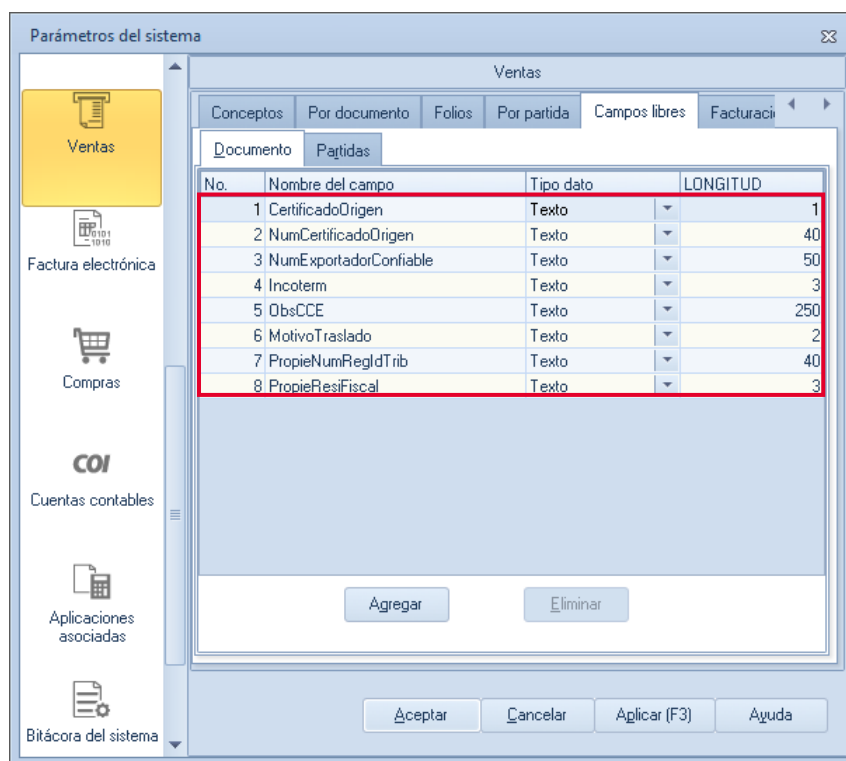 Parámetros del sistema
Ventas
Factura electrónica
Compras
COI
Cuentas contables
Aplicaciones
asociadas
Bitácora del sistema
Ventas
Conceptos Por documento Folios Por partida Campos libres Facturaci
Documento Partidas
No. Nombre del campo Tipo dato LONGITUD
1 CertificadoOrigen Texto 1
2 NumCertificadoOrigen Texto 40
3 NumExportadorConfiable Texto 50
4 Incoterm Texto 3
5 ObsCCE Texto 250
6 MotivoTraslado Texto 2
7 PropieNumRegIdTrib Texto 40
8 PropieResiFiscal Texto 3
Agregar Eliminar
Aceptar Cancelar Aplicar (F3) Ayuda